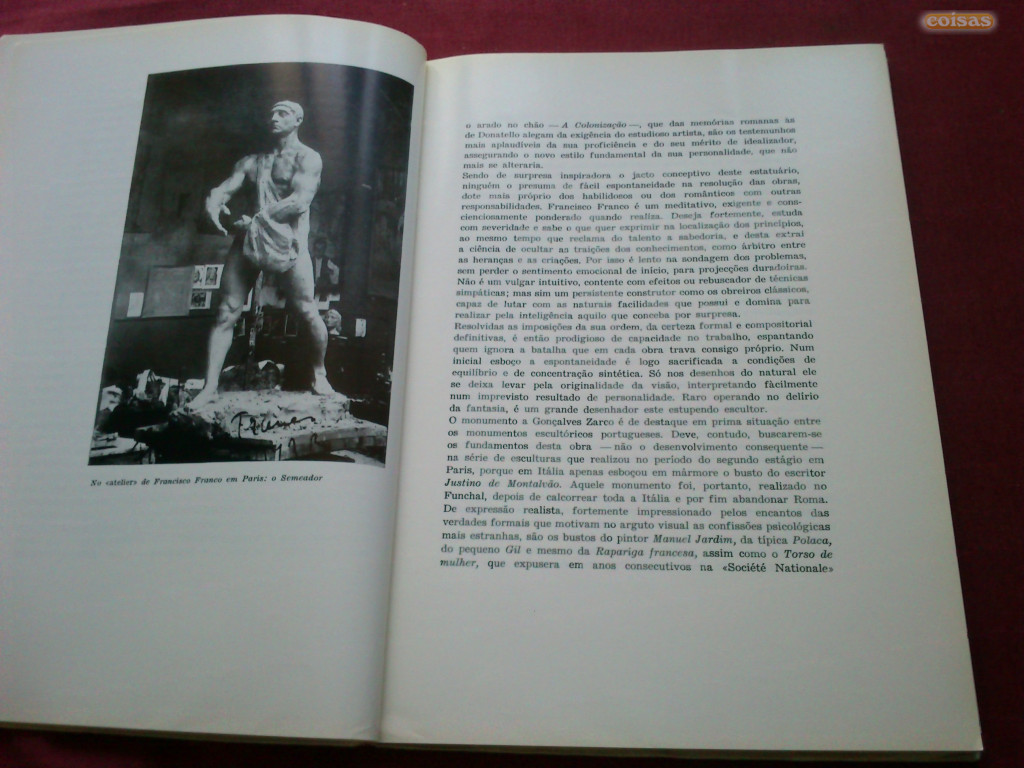 coisas
No «atelier» de Francisco Franco em Paris: o Semeador
o arado no chão — A Colonização —, que das memórias romanas às
de Donatello alegam da exigência do estudioso artista, são os testemunhos
mais aplaudíveis da sua proficiência e do seu mérito de idealizador,
assegurando o novo estilo fundamental da sua personalidade, que não
mais se alteraria.
Sendo de surpresa inspiradora o jacto conceptivo deste estatuário,
ninguém o presuma de fácil espontaneidade na resolução das obras,
dote mais próprio dos habilidosos ou dos românticos com outras
responsabilidades. Francisco Franco é um meditativo, exigente e cons-
cienciosamente ponderado quando realiza. Deseja fortemente, estuda
com severidade e sabe o que quer exprimir na localização dos princípios,
ao mesmo tempo que reclama do talento a sabedoria, e desta extrai
a ciência de ocultar as traições dos conhecimentos, como árbitro entre
as heranças e as criações. Por isso é lento na sondagem dos problemas,
sem perder o sentimento emocional de início, para projecções duradoiras.
Não é um vulgar intuitivo, contente com efeitos ou rebuscador de técnicas
simpáticas; mas sim um persistente construtor como os obreiros clássicos,
capaz de lutar com as naturais facilidades que possui e domina para
realizar pela inteligência aquilo que conceba por surpresa.
Resolvidas as imposições da sua ordem, da certeza formal e compositorial
definitivas, é então prodigioso de capacidade no trabalho, espantando
quem ignora a batalha que em cada obra trava consigo próprio. Num
inicial esboço a espontaneidade é logo sacrificada a condições de
equilíbrio e de concentração sintética. Só nos desenhos do natural ele
se deixa levar pela originalidade da visão, interpretando fàcilmente
num imprevisto resultado de personalidade. Raro operando no delírio
da fantasia, é um grande desenhador este estupendo escultor.
O monumento a Gonçalves Zarco é de destaque em prima situação entre
os monumentos escultóricos portugueses. Deve, contudo, buscarem-se
os fundamentos desta obra — não o desenvolvimento consequente —
na série de esculturas que realizou no período do segundo estágio em
Paris, porque em Itália apenas esboçou em mármore o busto do escritor
Justino de Montalvão. Aquele monumento foi, portanto, realizado no
Funchal, depois de calcorrear toda a Itália e por fim abandonar Roma.
De expressão realista, fortemente impressionado pelos encantos das
verdades formais que motivam no arguto visual as confissões psicológicas
mais estranhas, são os bustos do pintor Manuel Jardim, da típica Polaca,
do pequeno Gil e mesmo da Rapariga francesa, assim como o Torso de
mulher, que expusera em anos consecutivos na «Société Nationale»